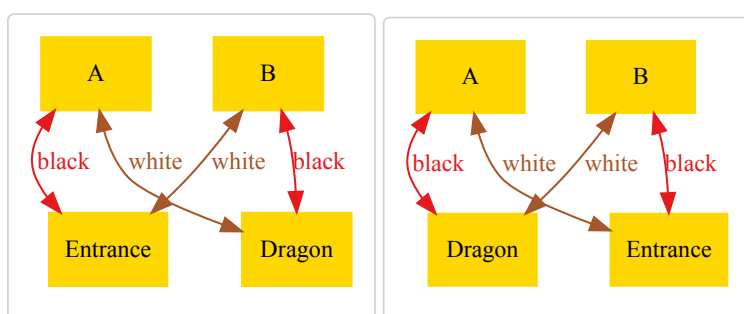 A B
black white white black
Entrance Dragon
A B
black white white black
Dragon Entrance